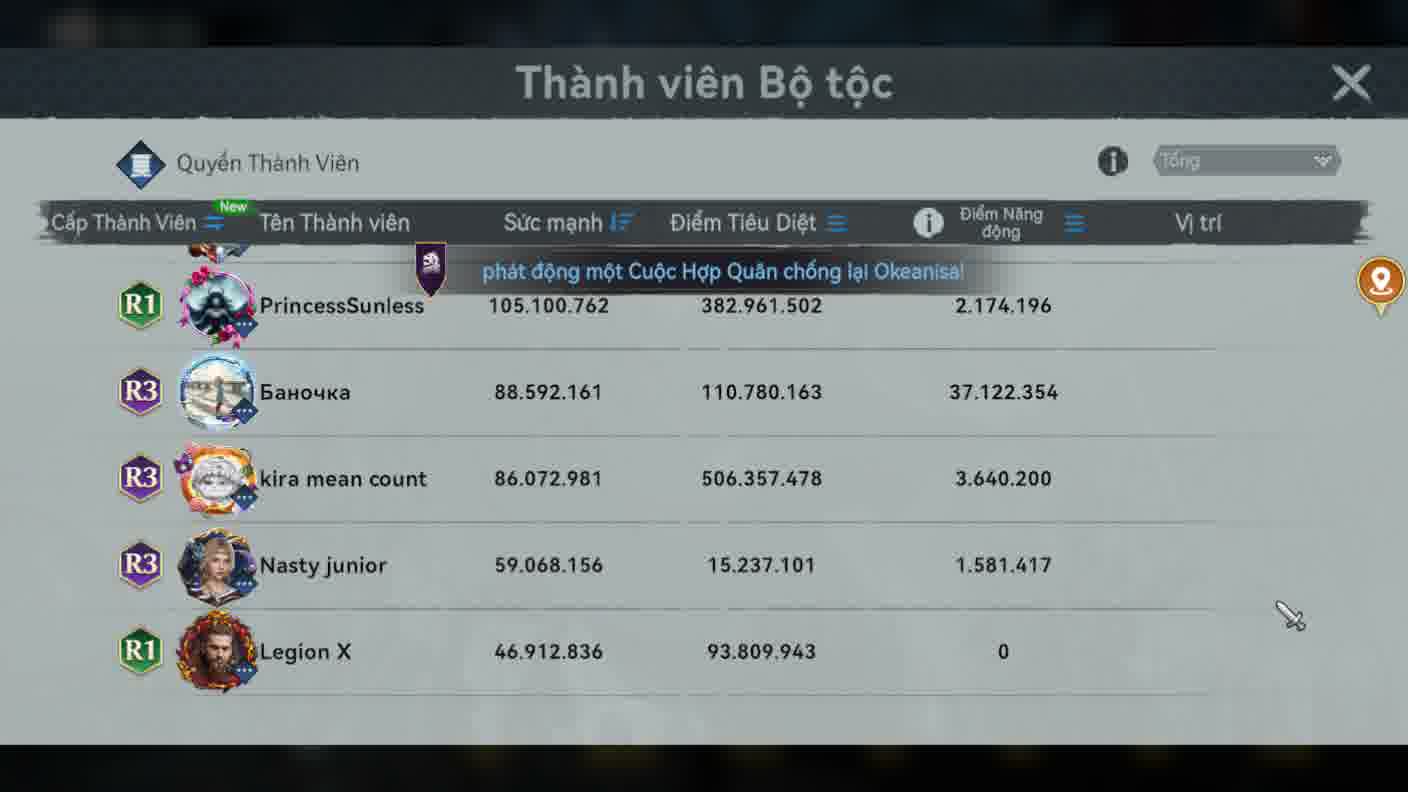 Thành viên Bộ tộc
Quyển Thành Viên
Tổng
New
Cấp Thành Viên Tên Thành viên Sức mạnh Điểm Tiêu Diệt Điểm Năng động Vị trí
phát động một Cuộc Hợp Quân chống lại Okeanisa!
R1 PrincessSunless 105.100.762 382.961.502 2.174.196
R3 Баночка 88.592.161 110.780.163 37.122.354
R3 kira mean count 86.072.981 506.357.478 3.640.200
R3 Nasty junior 59.068.156 15.237.101 1.581.417
R1 Legion X 46.912.836 93.809.943 0